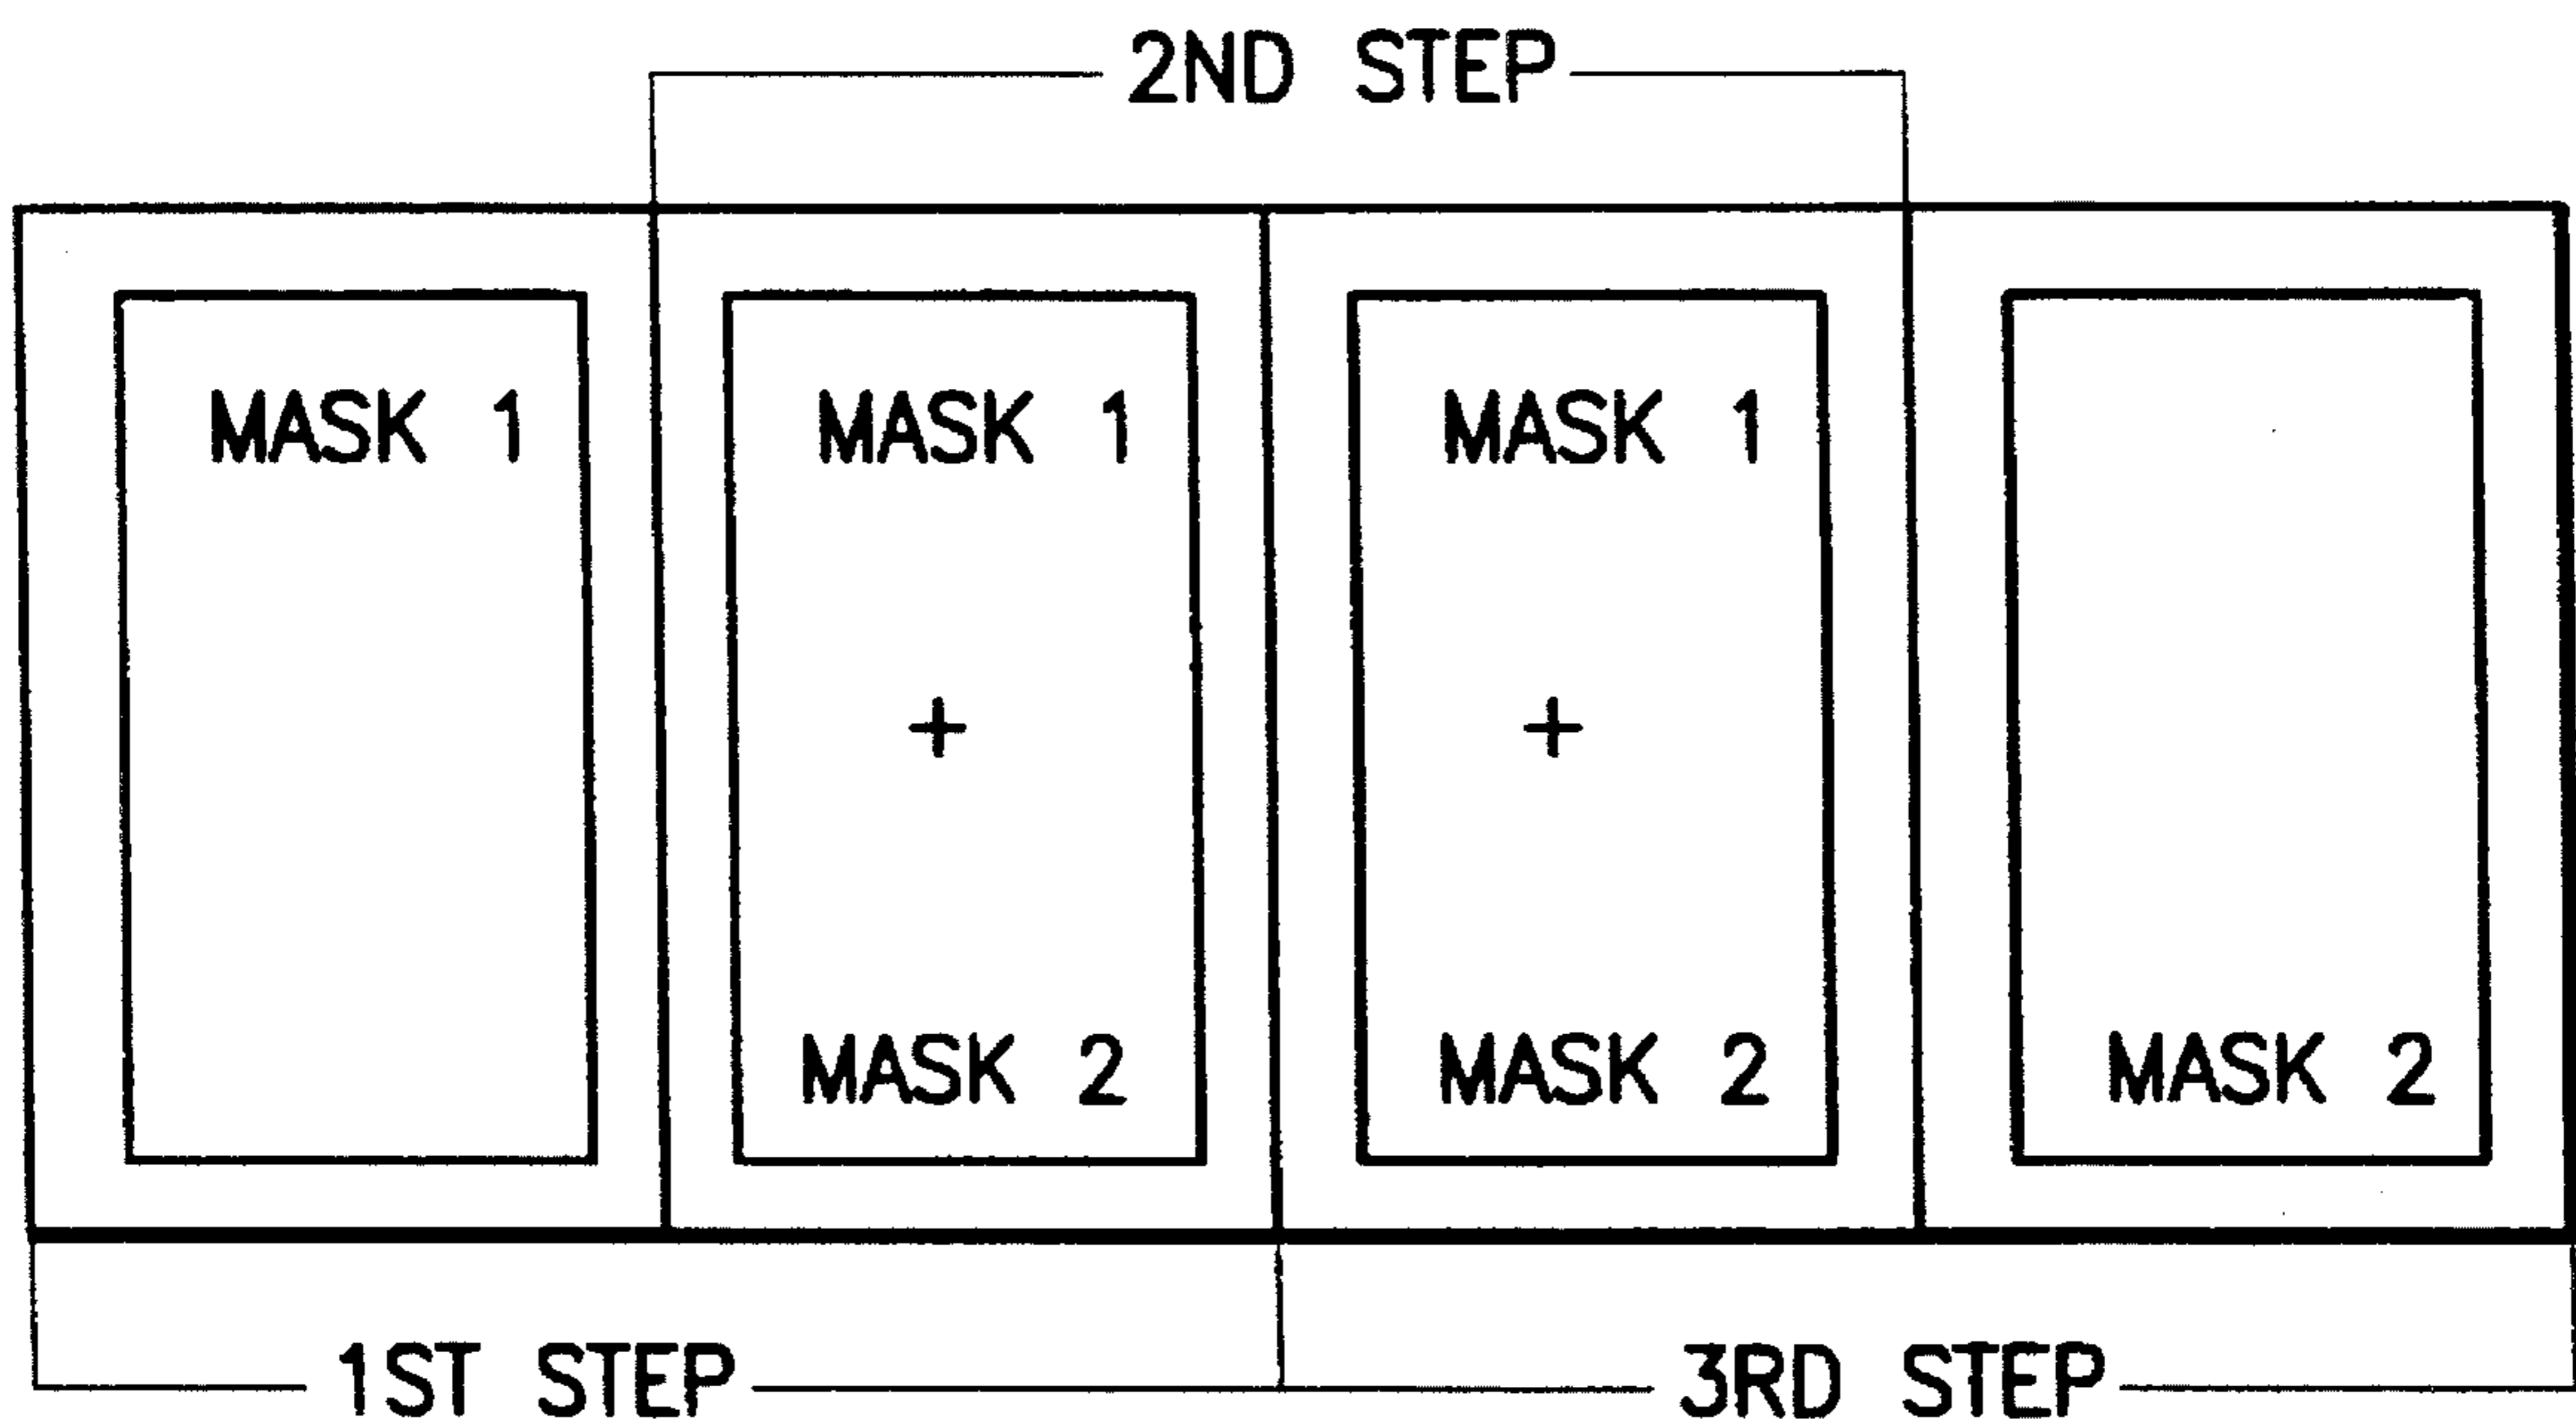 2ND STEP
MASK 1 MASK 1 MASK 1
+ +
MASK 2 MASK 2 MASK 2
1ST STEP 3RD STEP